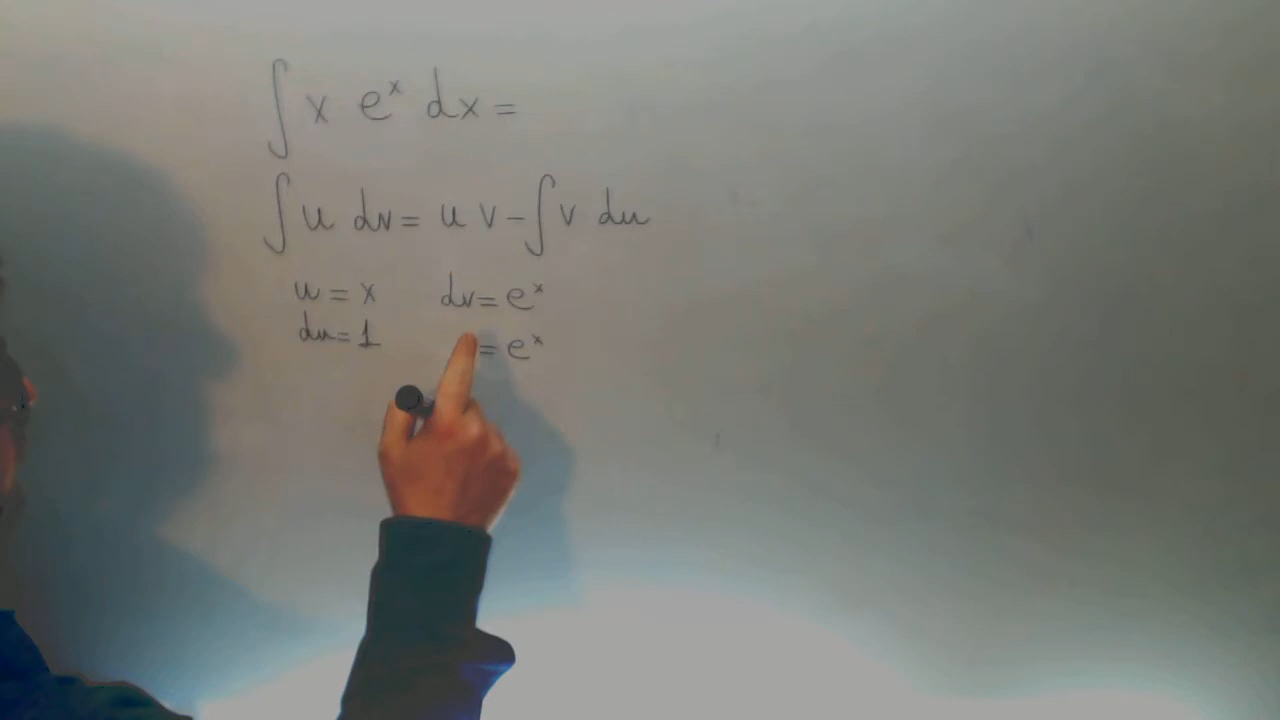 ∫ x eˣ dx =
∫ u dv = u v - ∫ v du
u = x dv = eˣ
du = 1 = eˣ